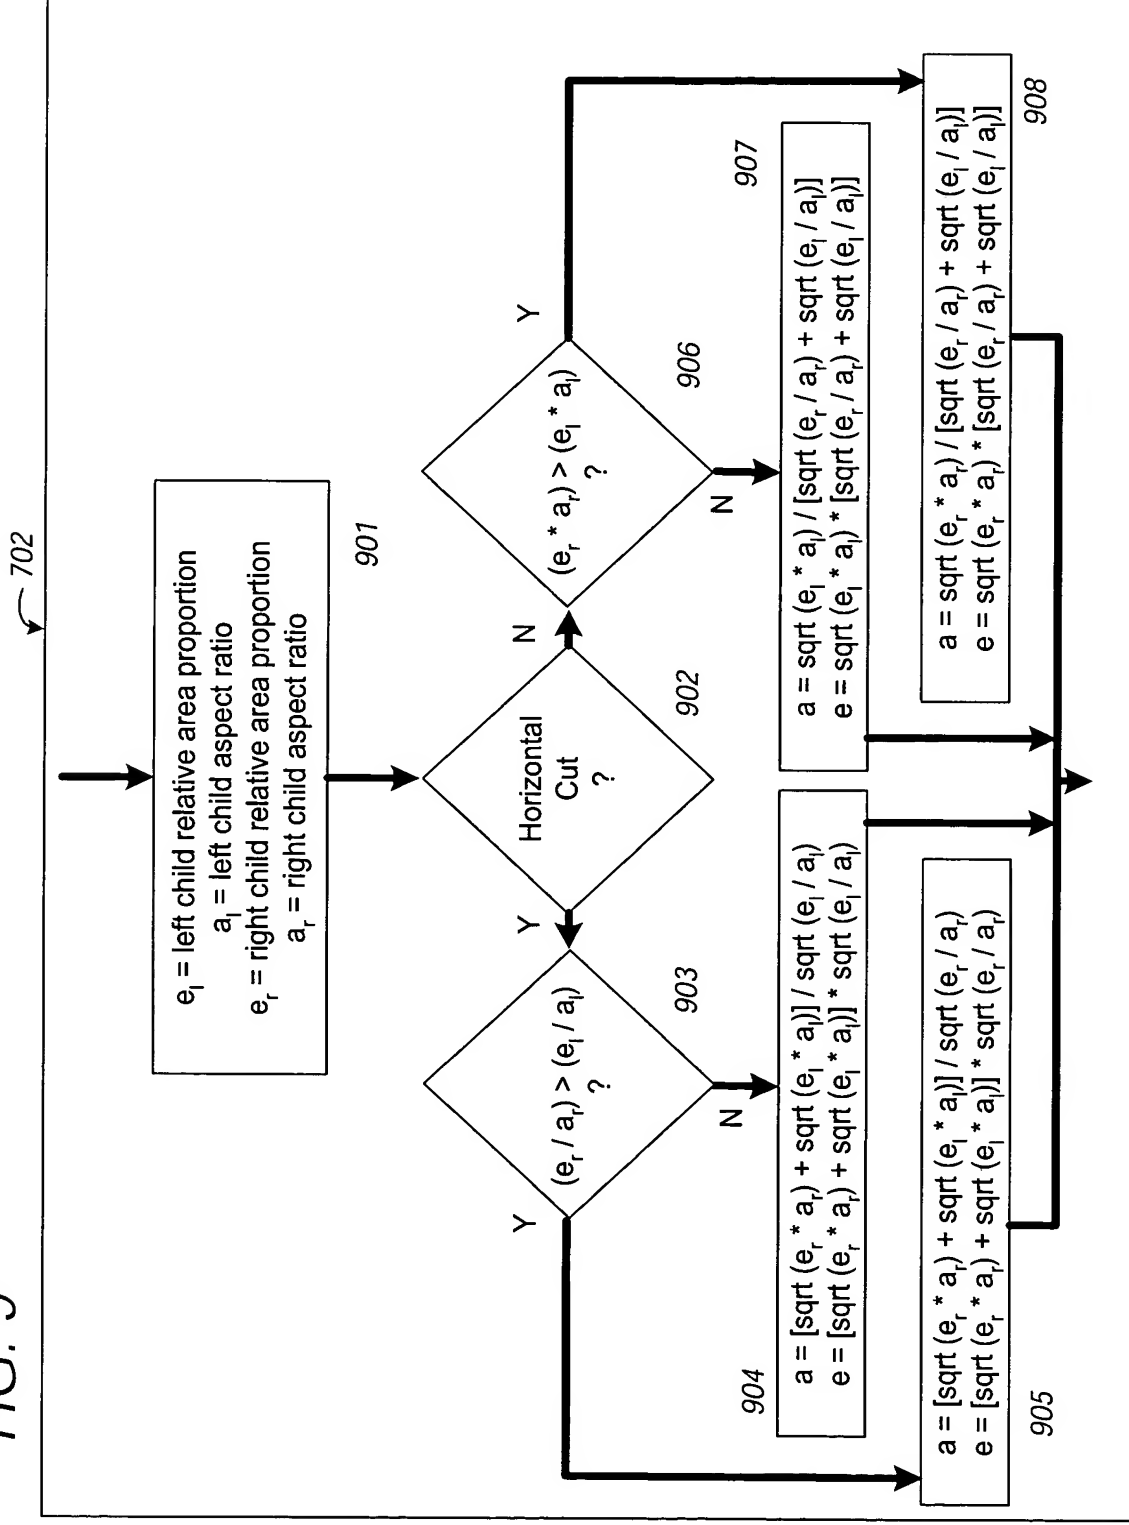 FIG. 9
702
e_l = left child relative area proportion
a_l = left child aspect ratio
e_r = right child relative area proportion
a_r = right child aspect ratio
901
Horizontal
Cut
?
902
Y
N
(e_r / a_r) > (e_l / a_l)
?
903
Y
N
(e_r * a_r) > (e_l * a_l)
?
906
Y
N
a = [sqrt (e_r * a_r) + sqrt (e_l * a_l)] / sqrt (e_l / a_l)
e = [sqrt (e_r * a_r) + sqrt (e_l * a_l)] * sqrt (e_l / a_l)
904
a = sqrt (e_l * a_l) / [sqrt (e_r / a_r) + sqrt (e_l / a_l)]
e = sqrt (e_l * a_l) * [sqrt (e_r / a_r) + sqrt (e_l / a_l)]
907
a = [sqrt (e_r * a_r) + sqrt (e_l * a_l)] / sqrt (e_r / a_r)
e = [sqrt (e_r * a_r) + sqrt (e_l * a_l)] * sqrt (e_r / a_r)
905
a = sqrt (e_r * a_r) / [sqrt (e_r / a_r) + sqrt (e_l / a_l)]
e = sqrt (e_r * a_r) * [sqrt (e_r / a_r) + sqrt (e_l / a_l)]
908